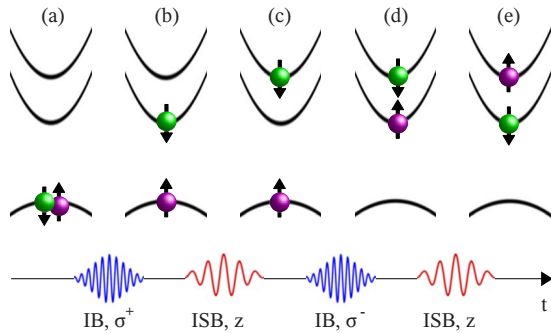 (a) (b) (c) (d) (e)
t
IB, σ⁺ ISB, z IB, σ⁻ ISB, z